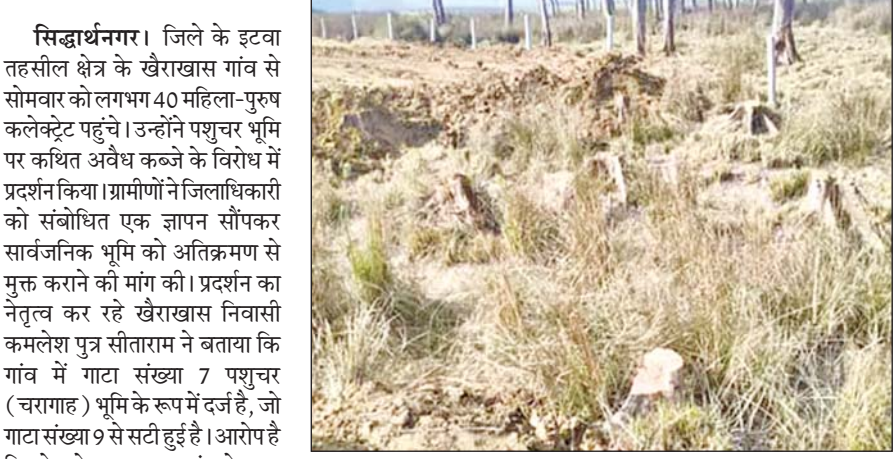 सिद्धार्थनगर। जिले के इटवा
तहसील क्षेत्र के खैराखास गांव से
सोमवार को लगभग 40 महिला-पुरुष
कलेक्ट्रेट पहुंचे। उन्होंने पशुचर भूमि
पर कथित अवैध कब्जे के विरोध में
प्रदर्शन किया। ग्रामीणों ने जिलाधिकारी
को संबोधित एक ज्ञापन सौंपकर
सार्वजनिक भूमि को अतिक्रमण से
मुक्त कराने की मांग की। प्रदर्शन का
नेतृत्व कर रहे खैराखास निवासी
कमलेश पुत्र सीताराम ने बताया कि
गांव में गाटा संख्या 7 पशुचर
(चरागाह) भूमि के रूप में दर्ज है, जो
गाटा संख्या 9 से सटी हुई है। आरोप है